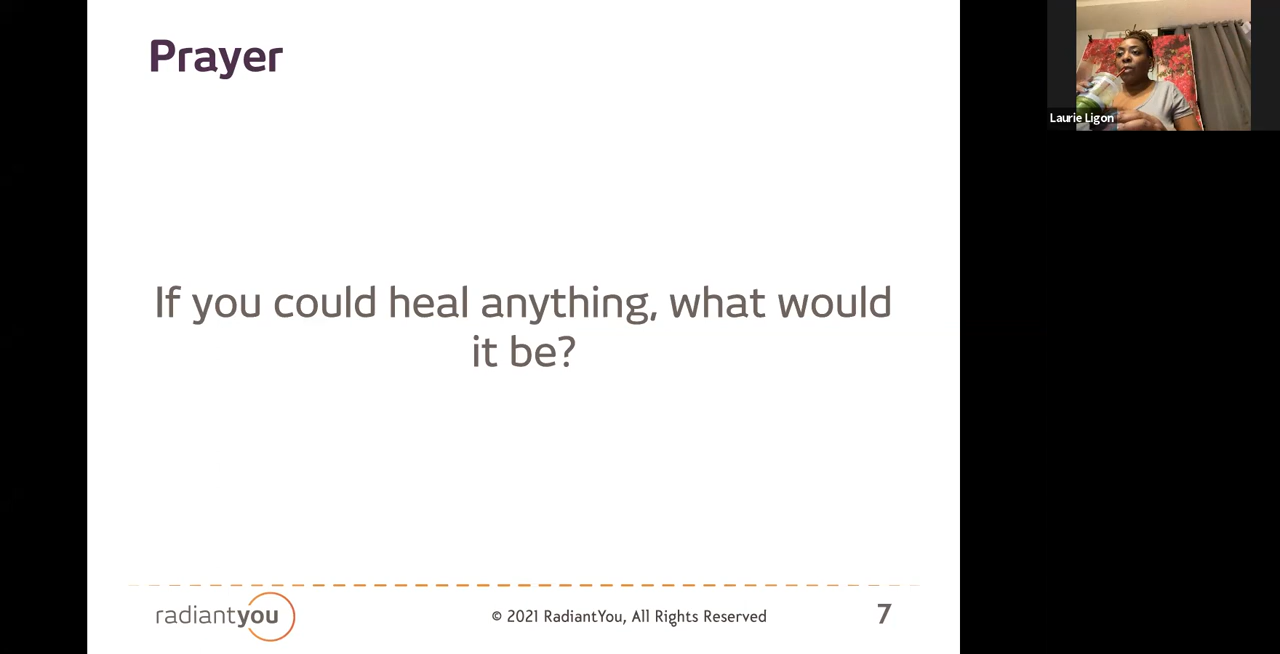 Prayer
Laurie Ligon
If you could heal anything, what would
it be?
radiantyou
© 2021 RadiantYou, All Rights Reserved
7